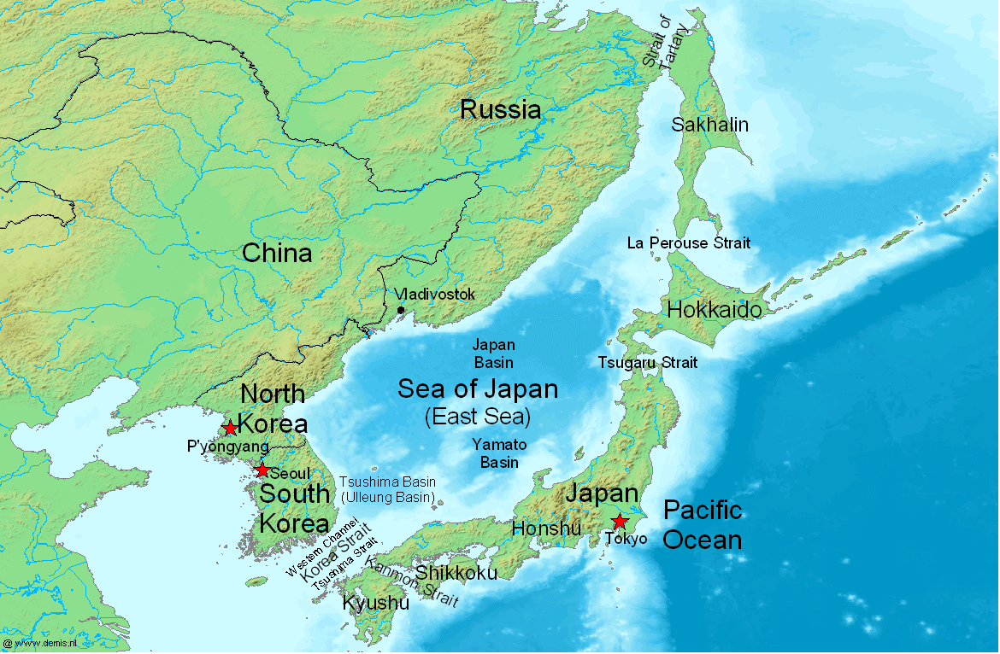 Strait of
Tartary
Russia
Sakhalin
La Perouse Strait
China
Vladivostok
Hokkaido
Japan
Basin
Tsugaru Strait
Sea of Japan
(East Sea)
North
Korea
P'yongyang
Yamato
Basin
Seoul
Tsushima Basin
(Ulleung Basin)
South
Korea
Japan
Pacific
Ocean
Honshu
Tokyo
Western Channel
Korea Strait
Tsushima Strait
Kanmon Strait
Shikkoku
Kyushu
@ www.demis.nl